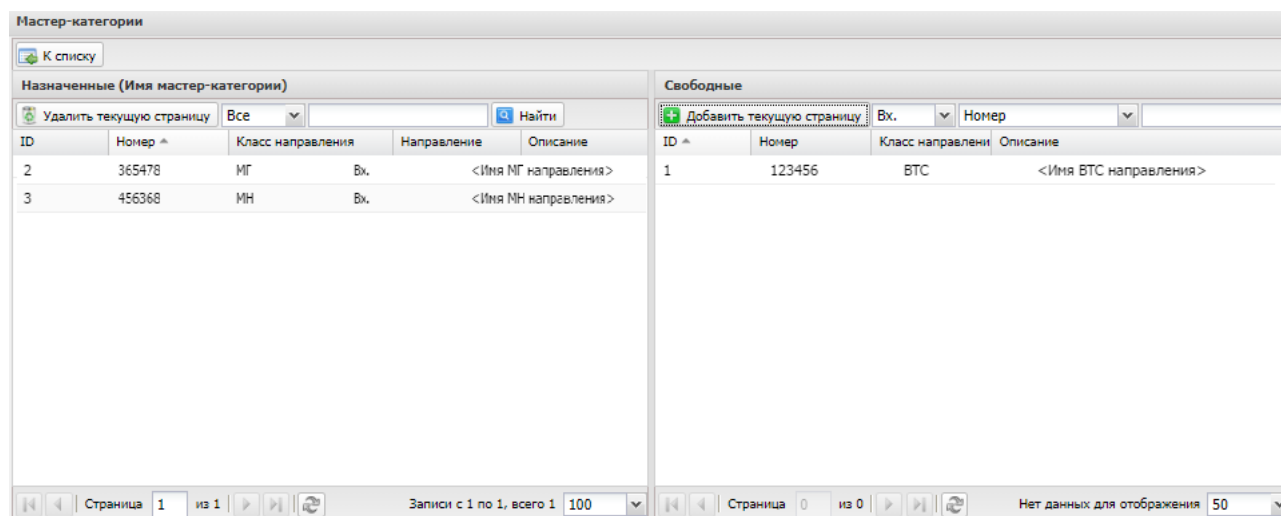 Мастер-категории
К списку
Назначенные (Имя мастер-категории)
Удалить текущую страницу Все Найти
ID Номер Класс направления Направление Описание
2 365478 МГ Вх. <Имя МГ направления>
3 456368 МН Вх. <Имя МН направления>
Страница 1 из 1 Записи с 1 по 1, всего 1 100
Свободные
Добавить текущую страницу Вх. Номер
ID Номер Класс направлени Описание
1 123456 ВТС <Имя ВТС направления>
Страница 0 из 0 Нет данных для отображения 50